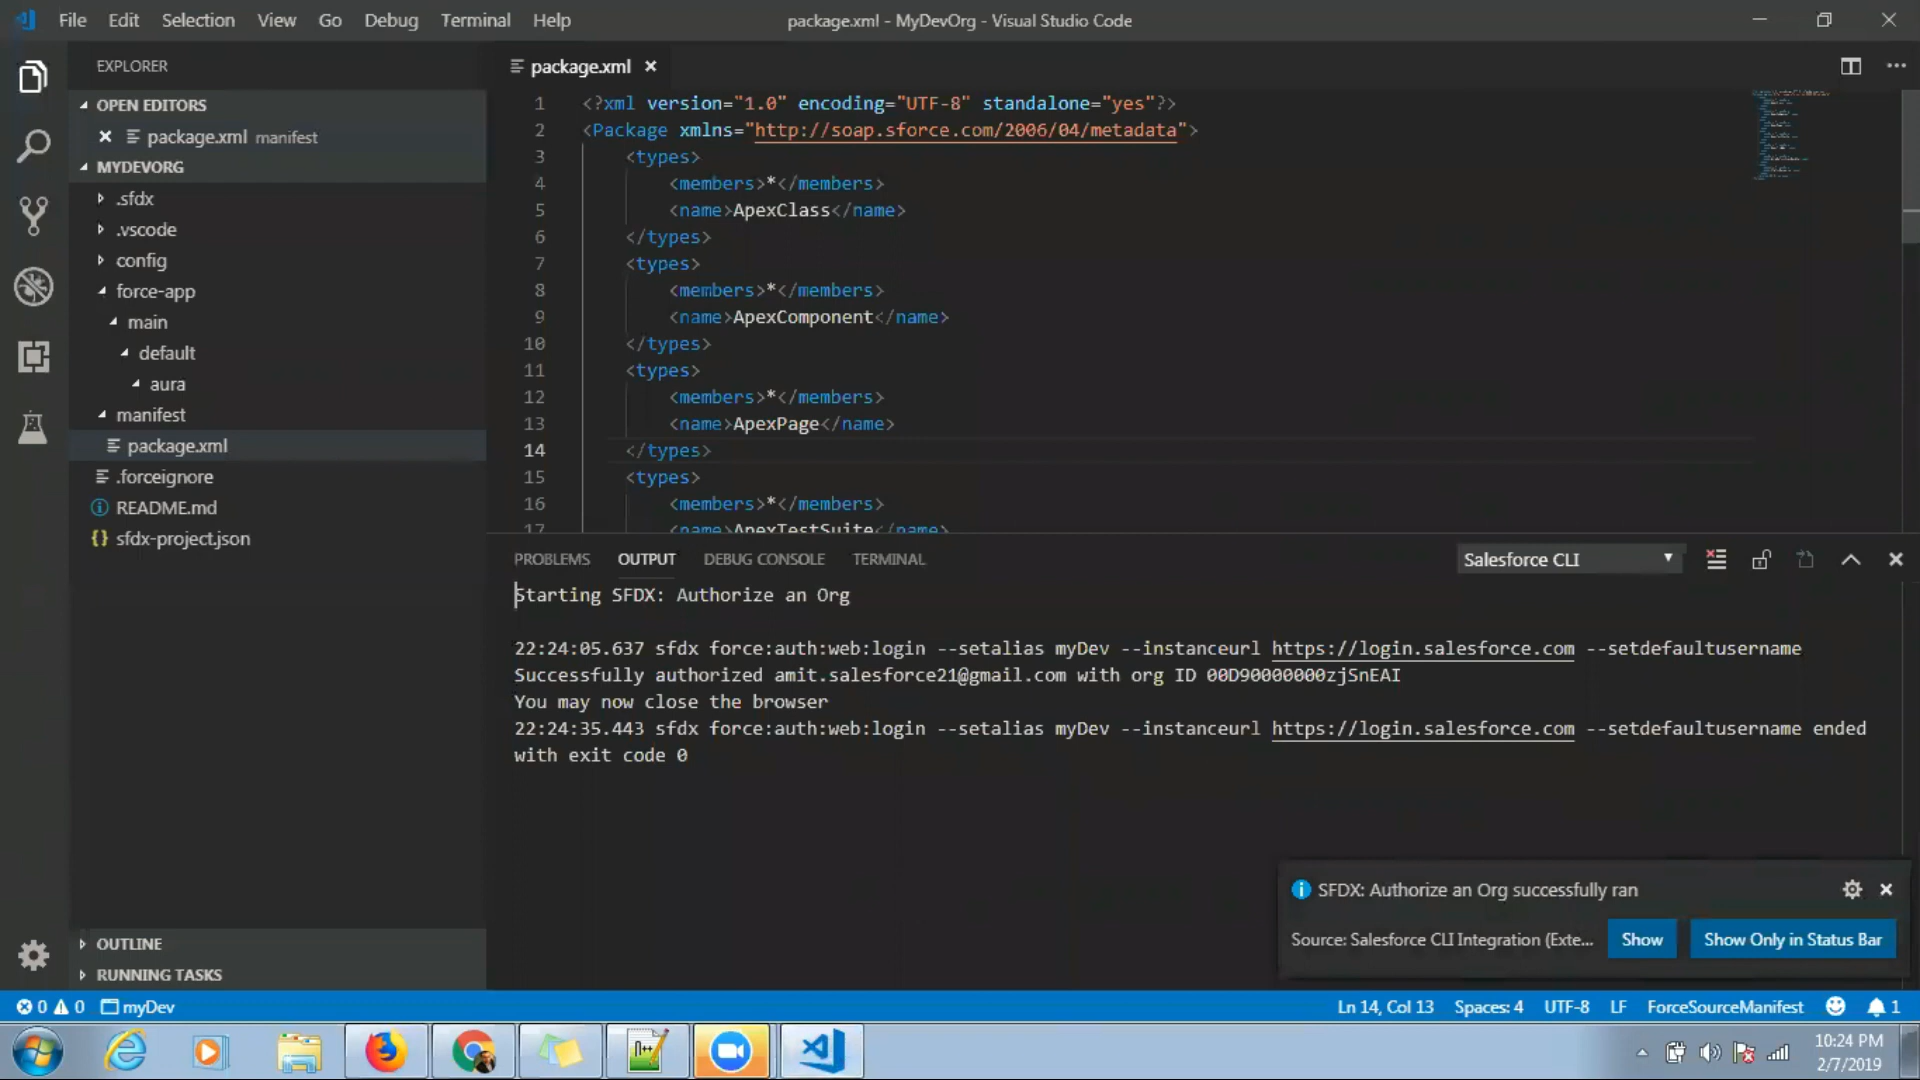 File Edit Selection View Go Debug Terminal Help
package.xml - MyDevOrg - Visual Studio Code
EXPLORER
OPEN EDITORS
package.xml manifest
MYDEVORG
.sfdx
.vscode
config
force-app
main
default
aura
manifest
package.xml
.forceignore
README.md
{} sfdx-project.json
OUTLINE
RUNNING TASKS
package.xml
1 <?xml version="1.0" encoding="UTF-8" standalone="yes"?>
2 <Package xmlns="http://soap.sforce.com/2006/04/metadata">
3 <types>
4 <members>*</members>
5 <name>ApexClass</name>
6 </types>
7 <types>
8 <members>*</members>
9 <name>ApexComponent</name>
10 </types>
11 <types>
12 <members>*</members>
13 <name>ApexPage</name>
14 </types>
15 <types>
16 <members>*</members>
17 <name>ApexTestSuite</name>
PROBLEMS OUTPUT DEBUG CONSOLE TERMINAL
Salesforce CLI
Starting SFDX: Authorize an Org
22:24:05.637 sfdx force:auth:web:login --setalias myDev --instanceurl https://login.salesforce.com --setdefaultusername
Successfully authorized amit.salesforce21@gmail.com with org ID 00D90000000zjSnEAI
You may now close the browser
22:24:35.443 sfdx force:auth:web:login --setalias myDev --instanceurl https://login.salesforce.com --setdefaultusername ended
with exit code 0
SFDX: Authorize an Org successfully ran
Source: Salesforce CLI Integration (Exte...
Show
Show Only in Status Bar
0 0 myDev
Ln 14, Col 13 Spaces: 4 UTF-8 LF ForceSourceManifest 1
10:24 PM
2/7/2019